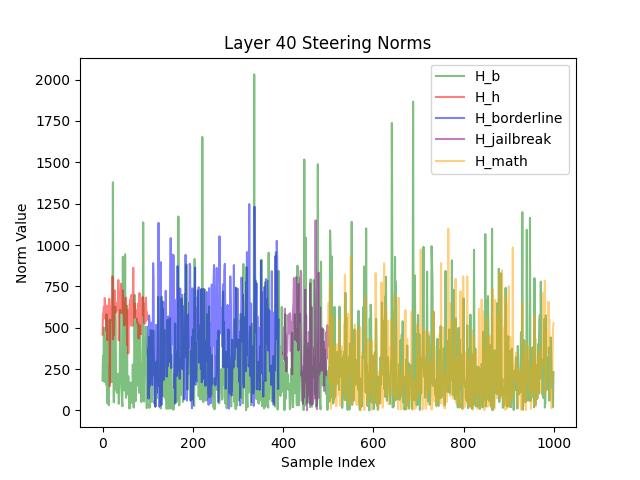 Layer 40 Steering Norms
H_b
H_h
H_borderline
H_jailbreak
H_math
Norm Value
2000
1750
1500
1250
1000
750
500
250
0
0 200 400 600 800 1000
Sample Index